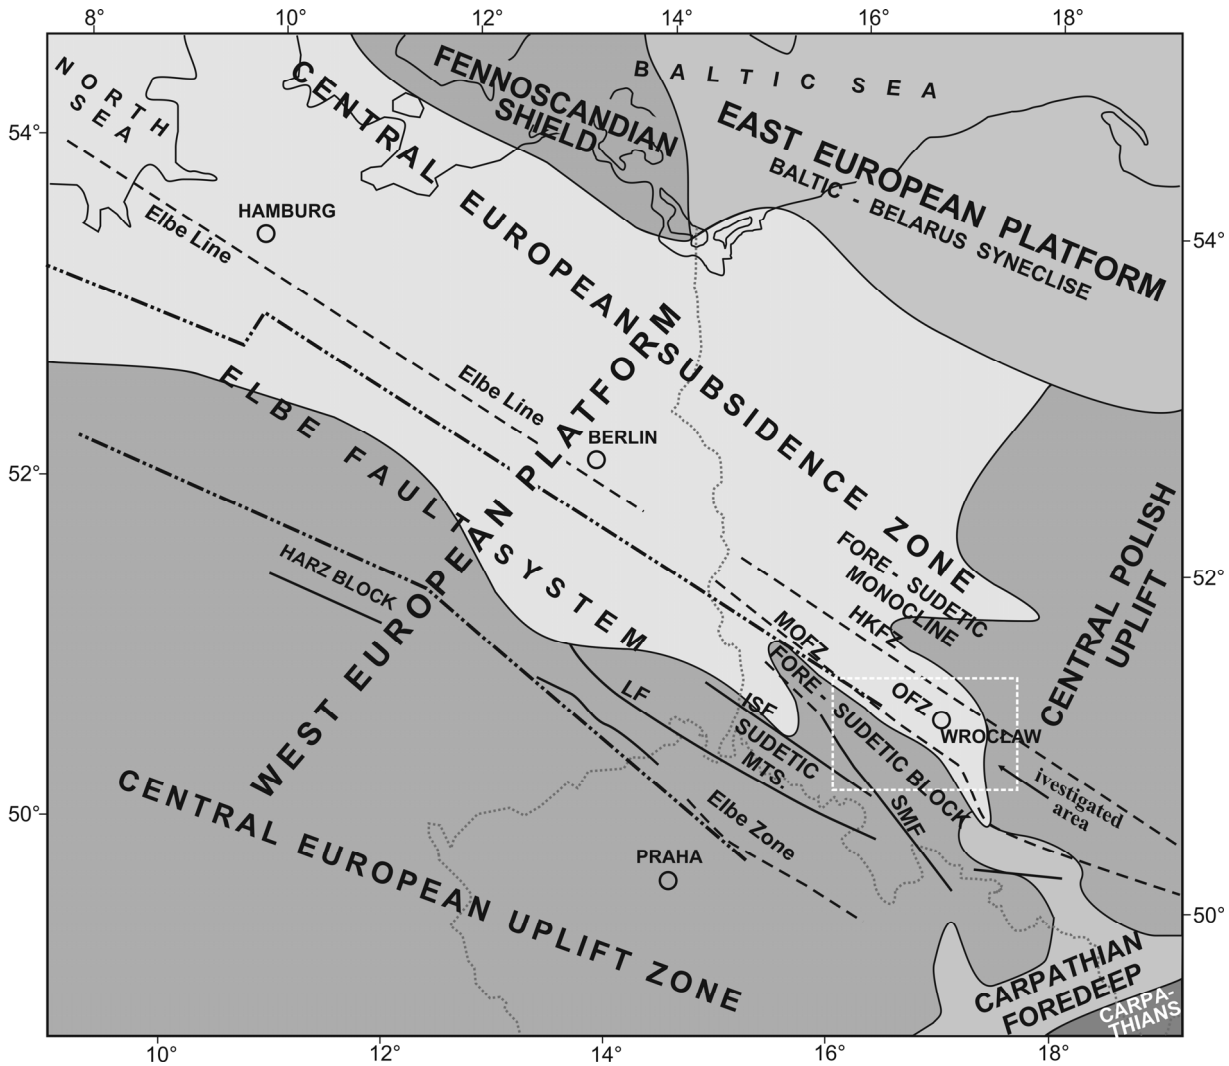 8° 10° 12° 14° 16° 18°
NORTH
SEA
CENTRAL EUROPEAN SUBSIDENCE ZONE
FENNOSCANDIAN
SHIELD
BALTIC SEA
EAST EUROPEAN PLATFORM
BALTIC - BELARUS SYNECLISE
54°
54°
HAMBURG
Elbe Line
Elbe Line
WEST EUROPEAN PLATFORM
BERLIN
ELBE FAULT SYSTEM
52°
52°
HARZ BLOCK
FORE - SUDETIC
MONOCLINE
HKFZ
MOFZ
CENTRAL POLISH
UPLIFT
FORE - SUDETIC BLOCK
OFZ
WROCŁAW
LF
ISF
SUDETIC
MTS.
SMF
ivestigated
area
Elbe Zone
PRAHA
50°
50°
CENTRAL EUROPEAN UPLIFT ZONE
CARPATHIAN
FOREDEEP
CARPA-
THIANS
10° 12° 14° 16° 18°